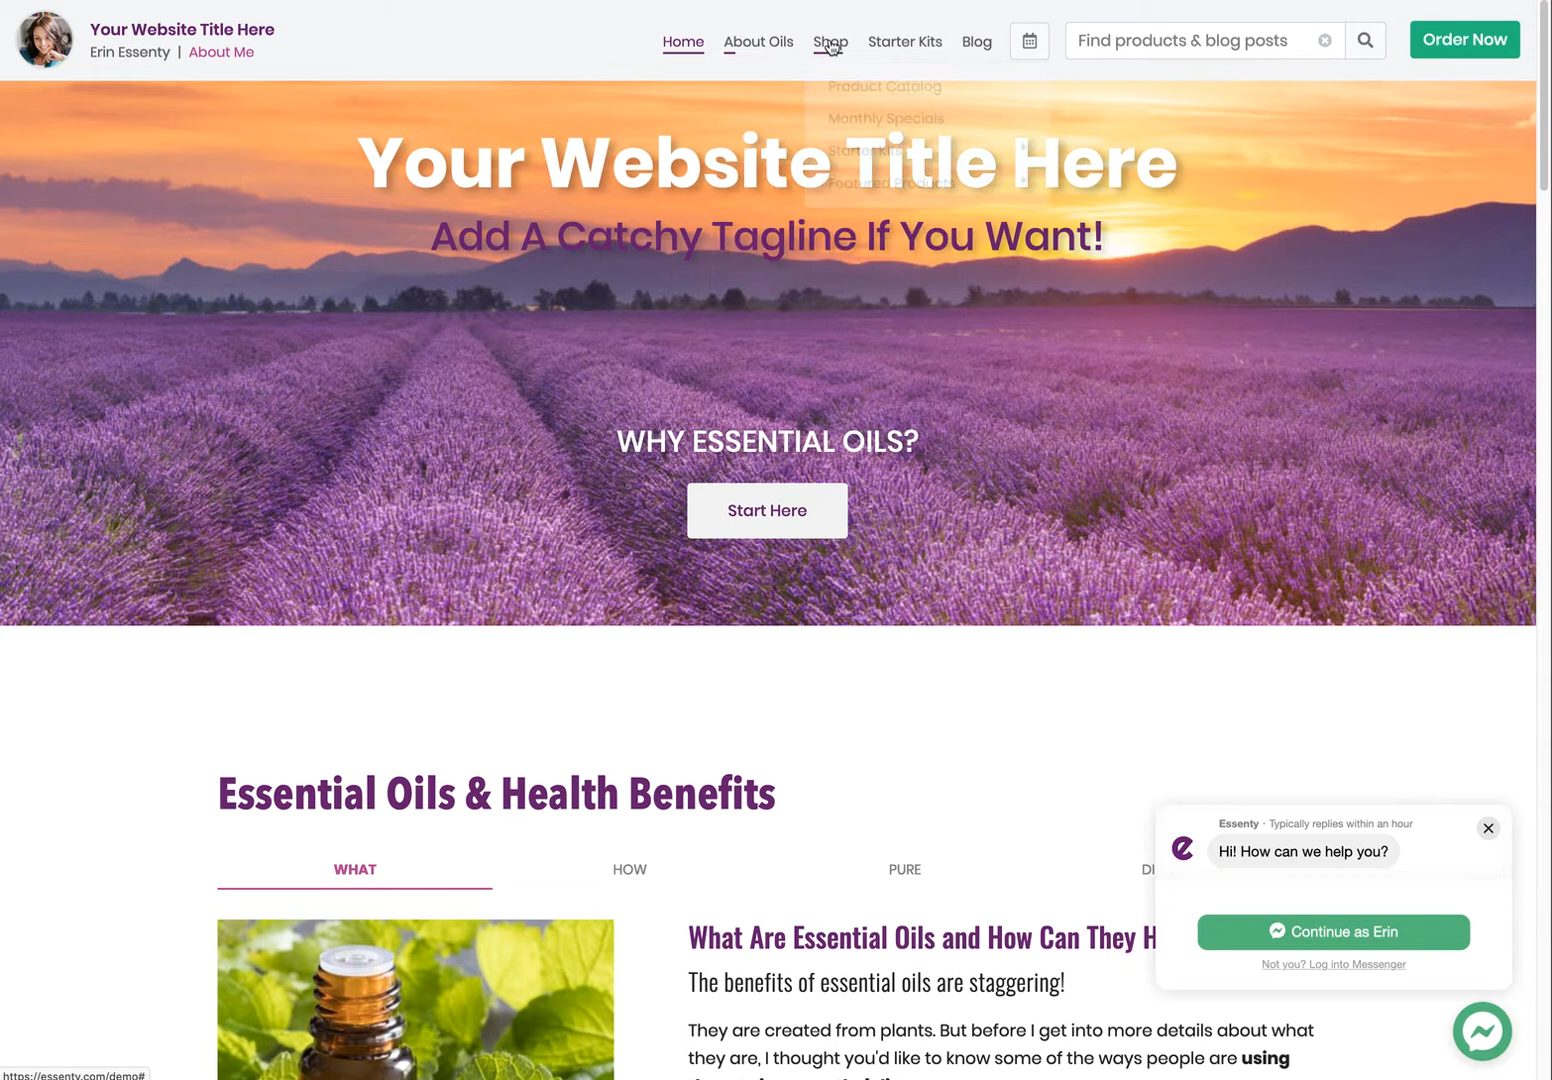 Your Website Title Here
Erin Essenty | About Me
Home About Oils Shop Starter Kits Blog
Find products & blog posts
Order Now
Product Catalog
Monthly Specials
Starter Kits
Featured Products
Your Website Title Here
Add A Catchy Tagline If You Want!
WHY ESSENTIAL OILS?
Start Here
Essential Oils & Health Benefits
WHAT HOW PURE
What Are Essential Oils and How Can They
The benefits of essential oils are staggering!
They are created from plants. But before I get into more details about what
they are, I thought you'd like to know some of the ways people are using
Essenty · Typically replies within an hour
Hi! How can we help you?
Continue as Erin
Not you? Log into Messenger
https://essenty.com/demo#